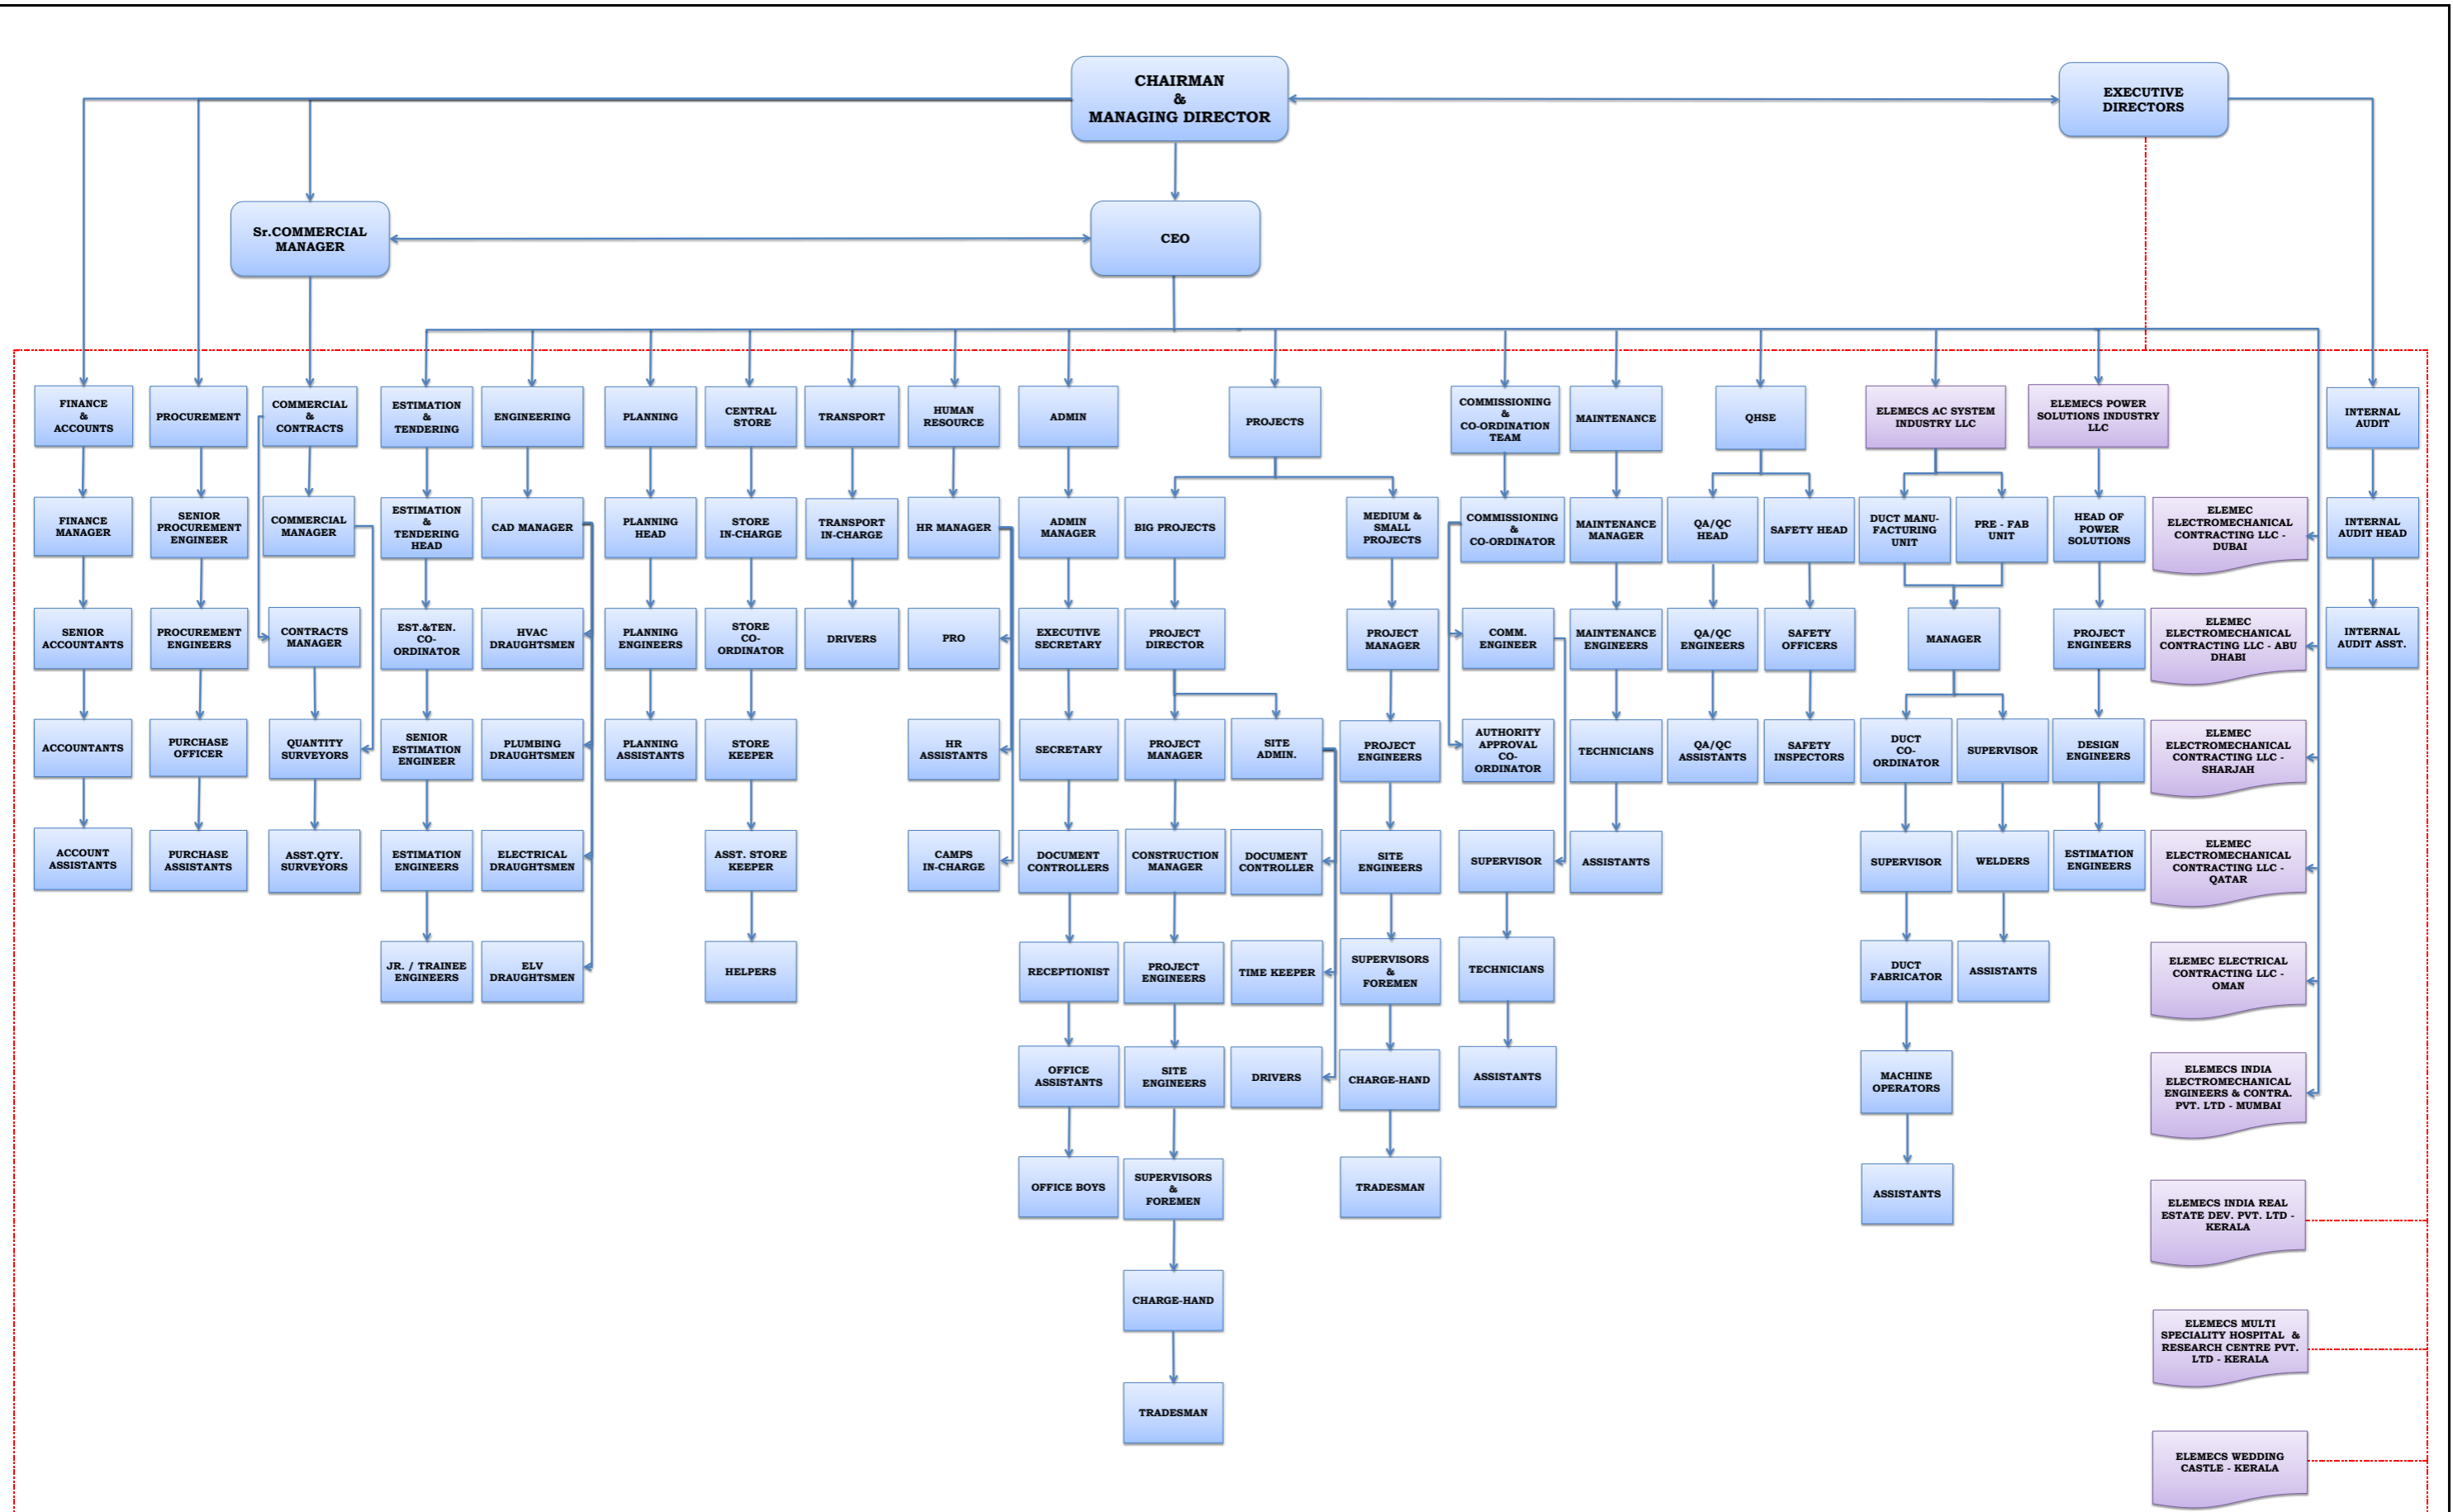 CHAIRMAN
&
MANAGING DIRECTOR
EXECUTIVE
DIRECTORS
Sr.COMMERCIAL
MANAGER
CEO
FINANCE
&
ACCOUNTS
PROCUREMENT
COMMERCIAL
&
CONTRACTS
ESTIMATION
&
TENDERING
ENGINEERING
PLANNING
CENTRAL
STORE
TRANSPORT
HUMAN
RESOURCE
ADMIN
PROJECTS
COMMISSIONING
&
CO-ORDINATION
TEAM
MAINTENANCE
QHSE
ELEMECS AC SYSTEM
INDUSTRY LLC
ELEMECS POWER
SOLUTIONS INDUSTRY
LLC
INTERNAL
AUDIT
FINANCE
MANAGER
SENIOR
PROCUREMENT
ENGINEER
COMMERCIAL
MANAGER
ESTIMATION
&
TENDERING
HEAD
CAD MANAGER
PLANNING
HEAD
STORE
IN-CHARGE
TRANSPORT
IN-CHARGE
HR MANAGER
ADMIN
MANAGER
BIG PROJECTS
MEDIUM &
SMALL
PROJECTS
COMMISSIONING
&
CO-ORDINATOR
MAINTENANCE
MANAGER
QA/QC
HEAD
SAFETY HEAD
DUCT MANU-
FACTURING
UNIT
PRE - FAB
UNIT
HEAD OF
POWER
SOLUTIONS
ELEMEC
ELECTROMECHANICAL
CONTRACTING LLC -
DUBAI
INTERNAL
AUDIT HEAD
SENIOR
ACCOUNTANTS
PROCUREMENT
ENGINEERS
CONTRACTS
MANAGER
EST.&TEN.
CO-
ORDINATOR
HVAC
DRAUGHTSMEN
PLANNING
ENGINEERS
STORE
CO-
ORDINATOR
DRIVERS
PRO
EXECUTIVE
SECRETARY
PROJECT
DIRECTOR
PROJECT
MANAGER
COMM.
ENGINEER
MAINTENANCE
ENGINEERS
QA/QC
ENGINEERS
SAFETY
OFFICERS
MANAGER
PROJECT
ENGINEERS
ELEMEC
ELECTROMECHANICAL
CONTRACTING LLC - ABU
DHABI
INTERNAL
AUDIT ASST.
ACCOUNTANTS
PURCHASE
OFFICER
QUANTITY
SURVEYORS
SENIOR
ESTIMATION
ENGINEER
PLUMBING
DRAUGHTSMEN
PLANNING
ASSISTANTS
STORE
KEEPER
HR
ASSISTANTS
SECRETARY
PROJECT
MANAGER
SITE
ADMIN.
PROJECT
ENGINEERS
AUTHORITY
APPROVAL
CO-
ORDINATOR
TECHNICIANS
QA/QC
ASSISTANTS
SAFETY
INSPECTORS
DUCT
CO-
ORDINATOR
SUPERVISOR
DESIGN
ENGINEERS
ELEMEC
ELECTROMECHANICAL
CONTRACTING LLC -
SHARJAH
ACCOUNT
ASSISTANTS
PURCHASE
ASSISTANTS
ASST.QTY.
SURVEYORS
ESTIMATION
ENGINEERS
ELECTRICAL
DRAUGHTSMEN
ASST. STORE
KEEPER
CAMPS
IN-CHARGE
DOCUMENT
CONTROLLERS
CONSTRUCTION
MANAGER
DOCUMENT
CONTROLLER
SITE
ENGINEERS
SUPERVISOR
ASSISTANTS
SUPERVISOR
WELDERS
ESTIMATION
ENGINEERS
ELEMEC
ELECTROMECHANICAL
CONTRACTING LLC -
QATAR
JR. / TRAINEE
ENGINEERS
ELV
DRAUGHTSMEN
HELPERS
RECEPTIONIST
PROJECT
ENGINEERS
TIME KEEPER
SUPERVISORS
&
FOREMEN
TECHNICIANS
DUCT
FABRICATOR
ASSISTANTS
ELEMEC ELECTRICAL
CONTRACTING LLC -
OMAN
OFFICE
ASSISTANTS
SITE
ENGINEERS
DRIVERS
CHARGE-HAND
ASSISTANTS
MACHINE
OPERATORS
ELEMECS INDIA
ELECTROMECHANICAL
ENGINEERS & CONTRA.
PVT. LTD - MUMBAI
OFFICE BOYS
SUPERVISORS
&
FOREMEN
TRADESMAN
ASSISTANTS
ELEMECS INDIA REAL
ESTATE DEV. PVT. LTD -
KERALA
CHARGE-HAND
ELEMECS MULTI
SPECIALITY HOSPITAL &
RESEARCH CENTRE PVT.
LTD - KERALA
TRADESMAN
ELEMECS WEDDING
CASTLE - KERALA